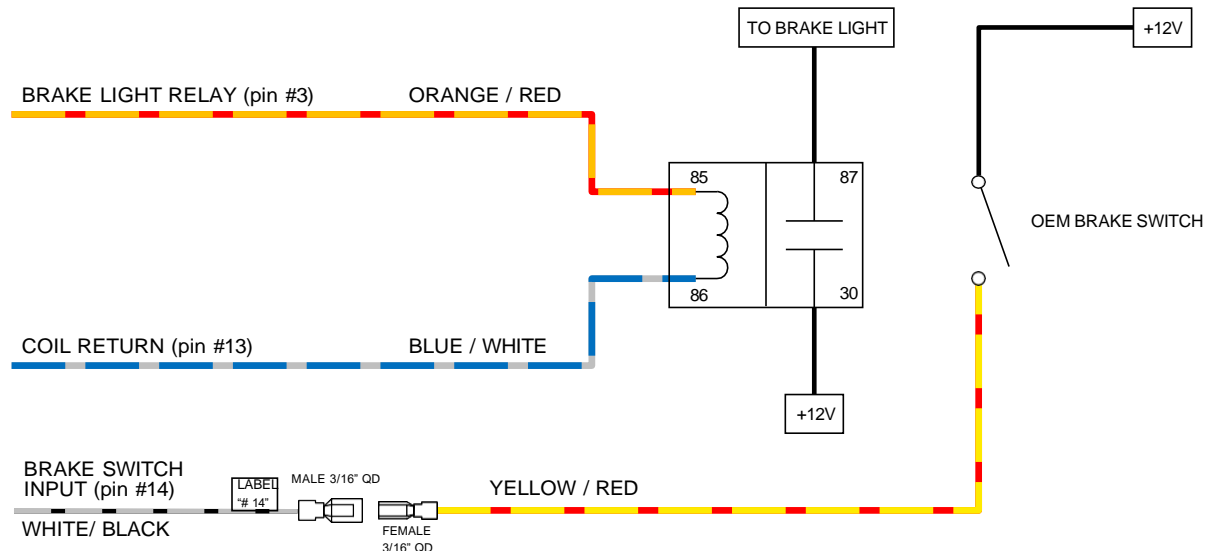 TO BRAKE LIGHT
+12V
BRAKE LIGHT RELAY (pin #3)
ORANGE / RED
85
87
OEM BRAKE SWITCH
86
30
COIL RETURN (pin #13)
BLUE / WHITE
+12V
BRAKE SWITCH
INPUT (pin #14)
LABEL
"# 14"
MALE 3/16" QD
YELLOW / RED
WHITE/ BLACK
FEMALE
3/16" QD